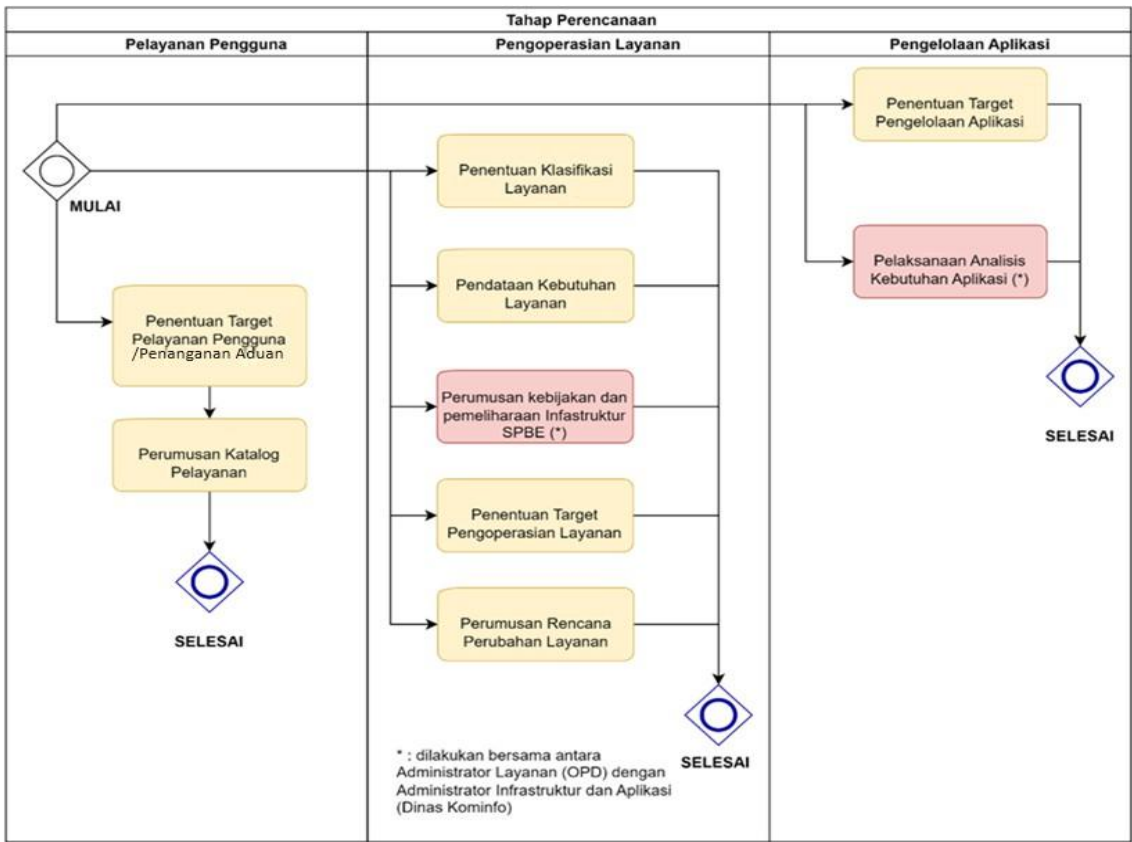 Tahap Perencanaan
Pelayanan Pengguna
Pengoperasian Layanan
Pengelolaan Aplikasi
MULAI
Penentuan Target
Pelayanan Pengguna
/Penanganan Aduan
Perumusan Katalog
Pelayanan
SELESAI
Penentuan Klasifikasi
Layanan
Pendataan Kebutuhan
Layanan
Perumusan kebijakan dan
pemeliharaan Infastruktur
SPBE (*)
Penentuan Target
Pengoperasian Layanan
Perumusan Rencana
Perubahan Layanan
SELESAI
* : dilakukan bersama antara
Administrator Layanan (OPD) dengan
Administrator Infrastruktur dan Aplikasi
(Dinas Kominfo)
Penentuan Target
Pengelolaan Aplikasi
Pelaksanaan Analisis
Kebutuhan Aplikasi (*)
SELESAI